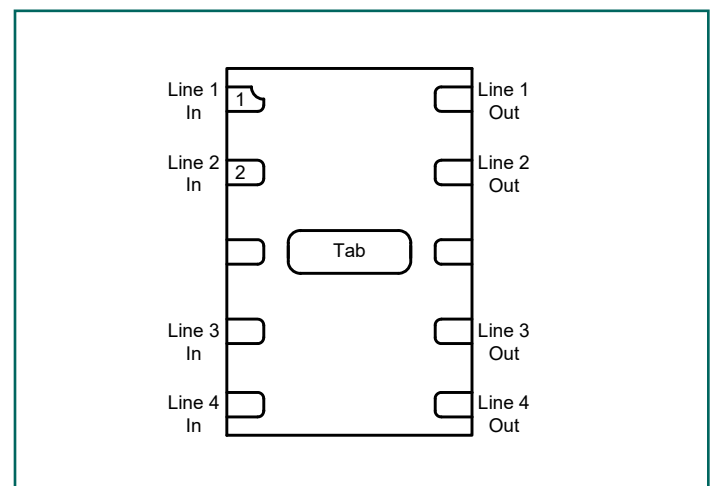 Line 1
In
1
Line 1
Out
Line 2
In
2
Line 2
Out
Tab
Line 3
In
Line 3
Out
Line 4
In
Line 4
Out